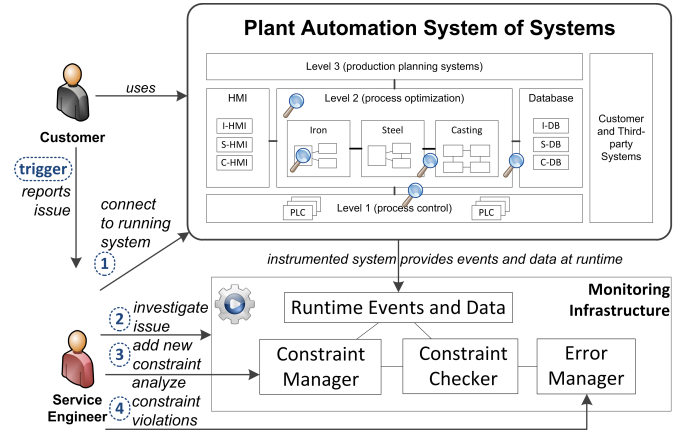 Plant Automation System of Systems
Level 3 (production planning systems)
HMI
I-HMI
S-HMI
C-HMI
Level 2 (process optimization)
Iron
Steel
Casting
Database
I-DB
S-DB
C-DB
Customer
and Third-
party
Systems
Level 1 (process control)
PLC
PLC
uses
Customer
trigger
reports
issue
connect
to running
system
1
instrumented system provides events and data at runtime
Monitoring
Infrastructure
Runtime Events and Data
Constraint
Manager
Constraint
Checker
Error
Manager
2
investigate
issue
3
add new
constraint
4
analyze
constraint
violations
Service
Engineer